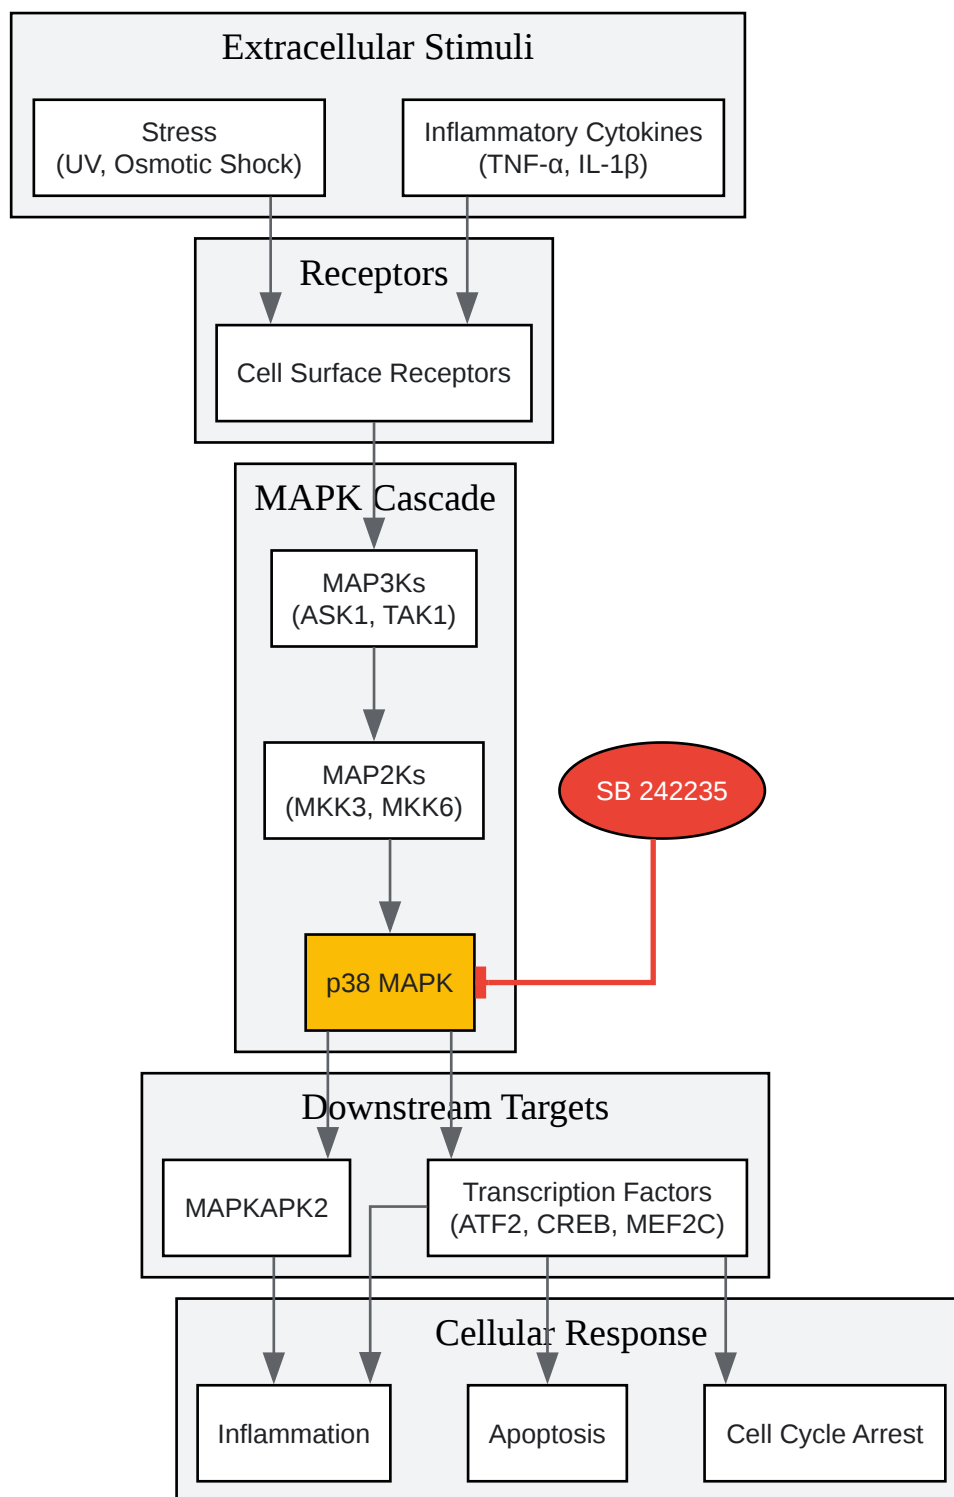 Extracellular Stimuli
Stress
(UV, Osmotic Shock)
Inflammatory Cytokines
(TNF-α, IL-1β)
Receptors
Cell Surface Receptors
MAPK Cascade
MAP3Ks
(ASK1, TAK1)
MAP2Ks
(MKK3, MKK6)
SB 242235
p38 MAPK
Downstream Targets
MAPKAPK2
Transcription Factors
(ATF2, CREB, MEF2C)
Cellular Response
Inflammation
Apoptosis
Cell Cycle Arrest